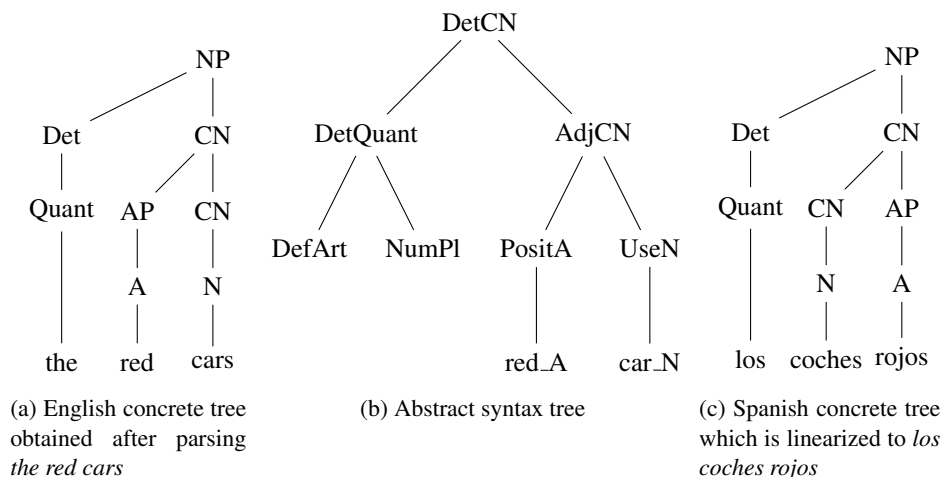 DetCN
NP
NP
Det CN
DetQuant AdjCN
Det CN
Quant AP CN
Quant CN AP
DefArt NumPl PositA UseN
A N
N A
the red cars
red_A car_N
los coches rojos
(a) English concrete tree
obtained after parsing
the red cars
(b) Abstract syntax tree
(c) Spanish concrete tree
which is linearized to los
coches rojos